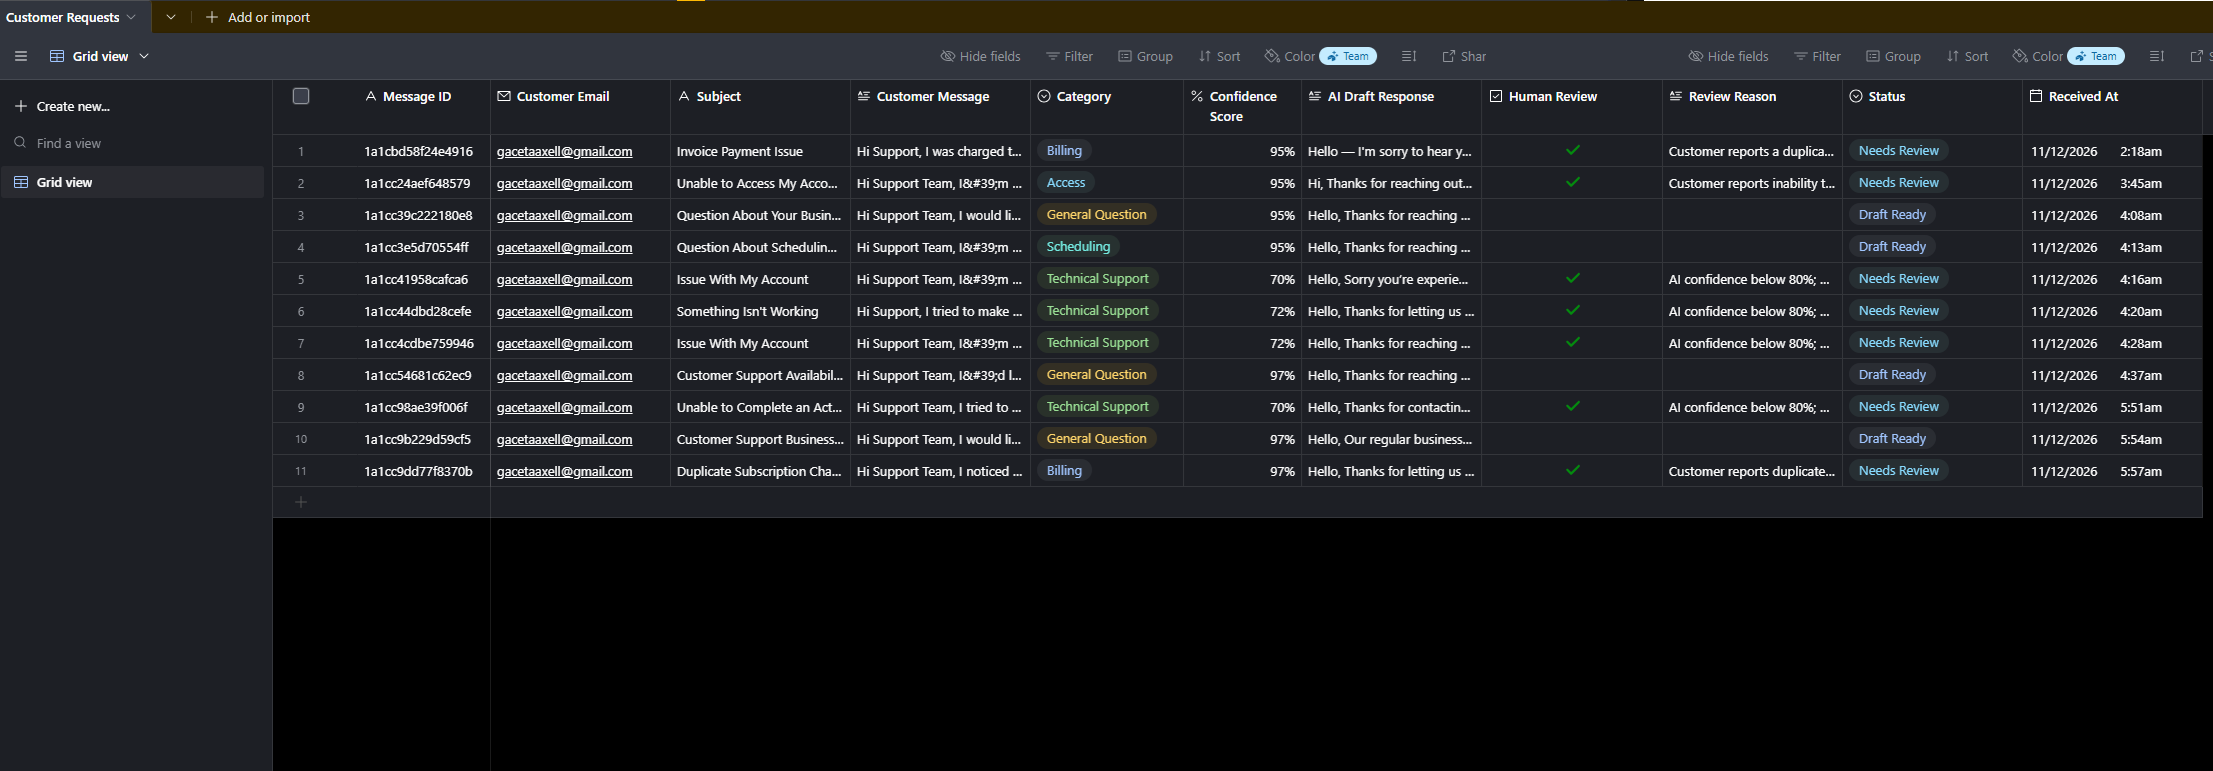 Customer Requests
Add or import
Grid view
Hide fields Filter Group Sort Color Team Shar Hide fields Filter Group Sort Color Team S
Create new...
Find a view
Grid view
Message ID Customer Email Subject Customer Message Category Confidence Score AI Draft Response Human Review Review Reason Status Received At
1 1a1cbd58f24e4916 gacetaaxell@gmail.com Invoice Payment Issue Hi Support, I was charged t... Billing 95% Hello — I'm sorry to hear y... Customer reports a duplica... Needs Review 11/12/2026 2:18am
2 1a1cc24aef648579 gacetaaxell@gmail.com Unable to Access My Acco... Hi Support Team, I&#39;m ... Access 95% Hi, Thanks for reaching out... Customer reports inability t... Needs Review 11/12/2026 3:45am
3 1a1cc39c222180e8 gacetaaxell@gmail.com Question About Your Busin... Hi Support Team, I would li... General Question 95% Hello, Thanks for reaching ... Draft Ready 11/12/2026 4:08am
4 1a1cc3e5d70554ff gacetaaxell@gmail.com Question About Schedulin... Hi Support Team, I&#39;m ... Scheduling 95% Hello, Thanks for reaching ... Draft Ready 11/12/2026 4:13am
5 1a1cc41958cafca6 gacetaaxell@gmail.com Issue With My Account Hi Support Team, I&#39;m ... Technical Support 70% Hello, Sorry you're experie... AI confidence below 80%; ... Needs Review 11/12/2026 4:16am
6 1a1cc44dbd28cefe gacetaaxell@gmail.com Something Isn't Working Hi Support, I tried to make ... Technical Support 72% Hello, Thanks for letting us ... AI confidence below 80%; ... Needs Review 11/12/2026 4:20am
7 1a1cc4cdbe759946 gacetaaxell@gmail.com Issue With My Account Hi Support Team, I&#39;m ... Technical Support 72% Hello, Thanks for reaching ... AI confidence below 80%; ... Needs Review 11/12/2026 4:28am
8 1a1cc54681c62ec9 gacetaaxell@gmail.com Customer Support Availabil... Hi Support Team, I&#39;d l... General Question 97% Hello, Thanks for reaching ... Draft Ready 11/12/2026 4:37am
9 1a1cc98ae39f006f gacetaaxell@gmail.com Unable to Complete an Act... Hi Support Team, I tried to ... Technical Support 70% Hello, Thanks for contactin... AI confidence below 80%; ... Needs Review 11/12/2026 5:51am
10 1a1cc9b229d59cf5 gacetaaxell@gmail.com Customer Support Business... Hi Support Team, I would li... General Question 97% Hello, Our regular business... Draft Ready 11/12/2026 5:54am
11 1a1cc9dd77f8370b gacetaaxell@gmail.com Duplicate Subscription Cha... Hi Support Team, I noticed ... Billing 97% Hello, Thanks for letting us ... Customer reports duplicate... Needs Review 11/12/2026 5:57am